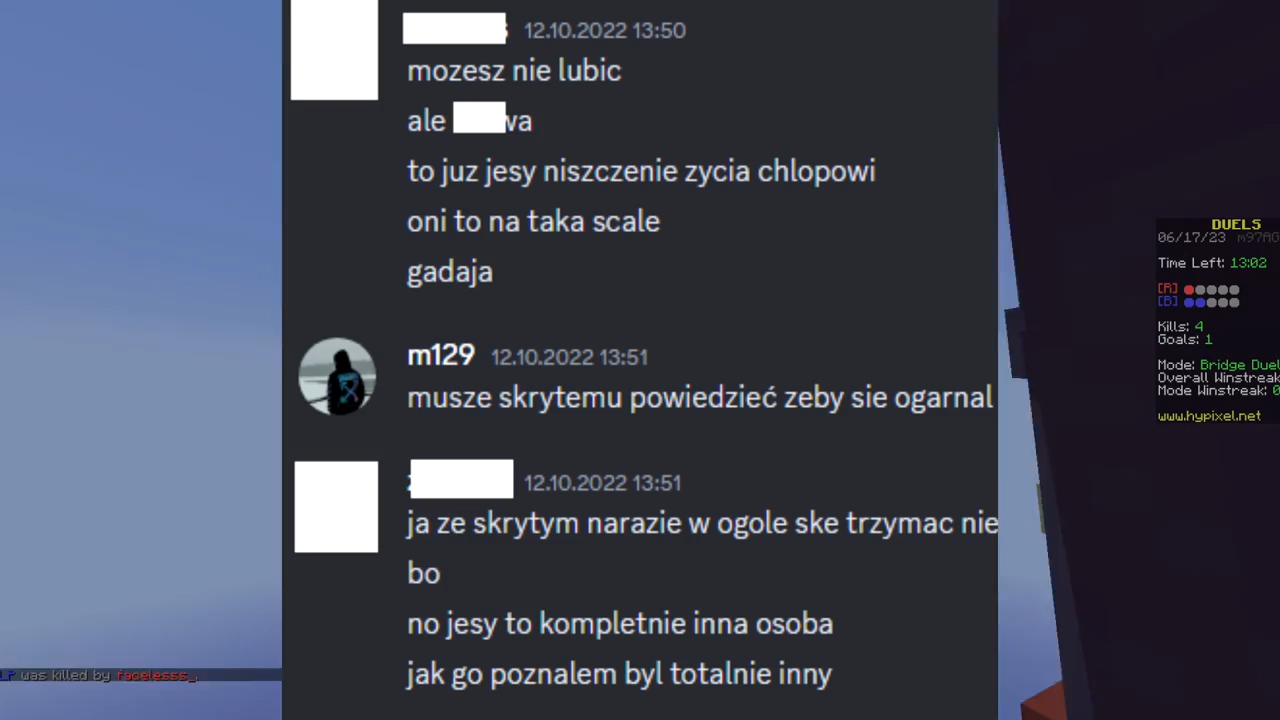 12.10.2022 13:50
mozesz nie lubic
ale wa
to juz jesy niszczenie zycia chlopowi
oni to na taka scale
gadaja
m129 12.10.2022 13:51
musze skrytemu powiedzieć zeby sie ogarnal
12.10.2022 13:51
ja ze skrytym narazie w ogole ske trzymac nie
bo
no jesy to kompletnie inna osoba
jak go poznalem byl totalnie inny
DUELS
06/17/23 m97AG
Time Left: 13:02
[R]
[B]
Kills: 4
Goals: 1
Mode: Bridge Duel
Overall Winstreak
Mode Winstreak: 0
www.hypixel.net
was killed by